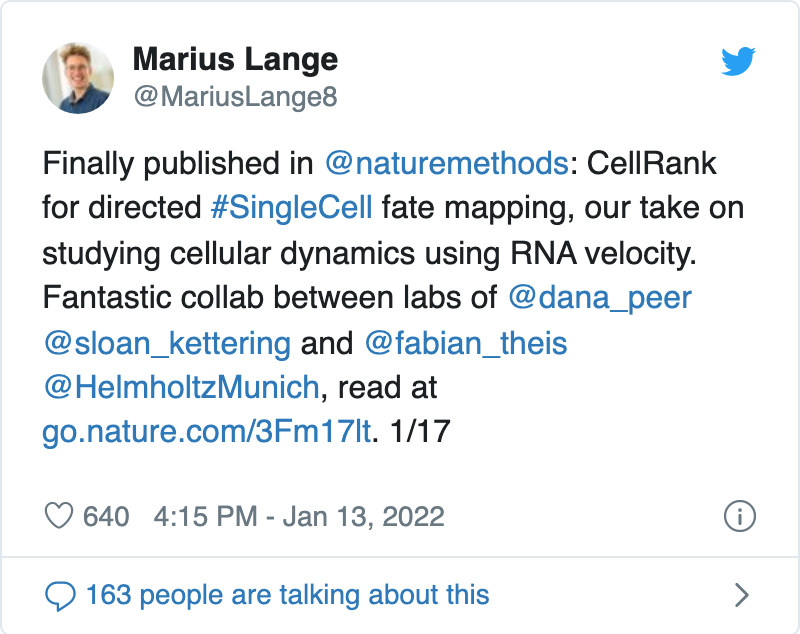 Marius Lange
@MariusLange8
Finally published in @naturemethods: CellRank
for directed #SingleCell fate mapping, our take on
studying cellular dynamics using RNA velocity.
Fantastic collab between labs of @dana_peer
@sloan_kettering and @fabian_theis
@HelmholtzMunich, read at
go.nature.com/3Fm17lt. 1/17
640 4:15 PM - Jan 13, 2022
163 people are talking about this